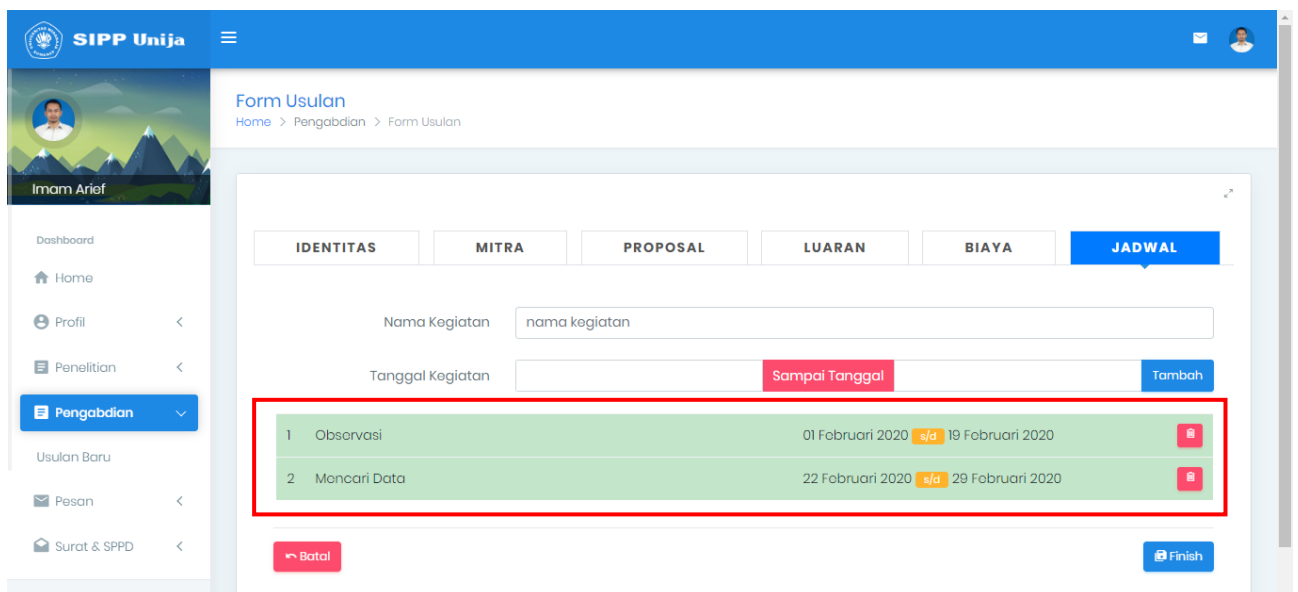 SIPP Unija
Form Usulan
Home > Pengabdian > Form Usulan
Imam Arief
Dashboard
Home
Profil
Penelitian
Pengabdian
Usulan Baru
Pesan
Surat & SPPD
IDENTITAS MITRA PROPOSAL LUARAN BIAYA JADWAL
Nama Kegiatan nama kegiatan
Tanggal Kegiatan Sampai Tanggal Tambah
1 Observasi 01 Februari 2020 s/d 19 Februari 2020
2 Mencari Data 22 Februari 2020 s/d 29 Februari 2020
Batal Finish